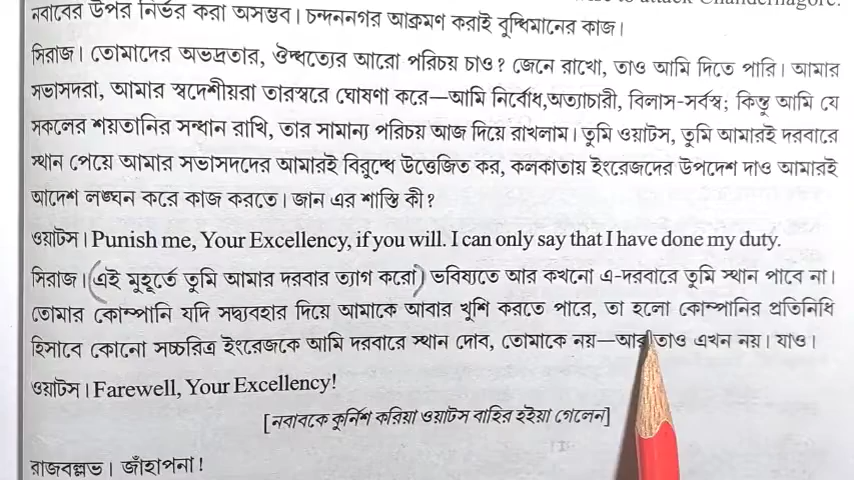 to attack Chandernagore.
নবাবের উপর নির্ভর করা অসম্ভব। চন্দননগর আক্রমণ করাই বুদ্ধিমানের কাজ।
সিরাজ। তোমাদের অভদ্রতার, ঔদ্ধত্যের আরো পরিচয় চাও? জেনে রাখো, তাও আমি দিতে পারি। আমার
সভাসদরা, আমার স্বদেশীয়রা তারস্বরে ঘোষণা করে—আমি নির্বোধ,অত্যাচারী, বিলাস-সর্বস্ব; কিন্তু আমি যে
সকলের শয়তানির সন্ধান রাখি, তার সামান্য পরিচয় আজ দিয়ে রাখলাম। তুমি ওয়াটস, তুমি আমারই দরবারে
স্থান পেয়ে আমার সভাসদদের আমারই বিরুদ্ধে উত্তেজিত কর, কলকাতায় ইংরেজদের উপদেশ দাও আমারই
আদেশ লঙ্ঘন করে কাজ করতে। জান এর শাস্তি কী?
ওয়াটস। Punish me, Your Excellency, if you will. I can only say that I have done my duty.
সিরাজ। (এই মুহূর্তে তুমি আমার দরবার ত্যাগ করো) ভবিষ্যতে আর কখনো এ-দরবারে তুমি স্থান পাবে না।
তোমার কোম্পানি যদি সদ্ব্যবহার দিয়ে আমাকে আবার খুশি করতে পারে, তা হলে কোম্পানির প্রতিনিধি
হিসাবে কোনো সচ্চরিত্র ইংরেজকে আমি দরবারে স্থান দোব, তোমাকে নয়—আর তাও এখন নয়। যাও।
ওয়াটস। Farewell, Your Excellency!
[নবাবকে কুর্নিশ করিয়া ওয়াটস বাহির হইয়া গেলেন]
রাজবল্লভ। জাঁহাপনা!